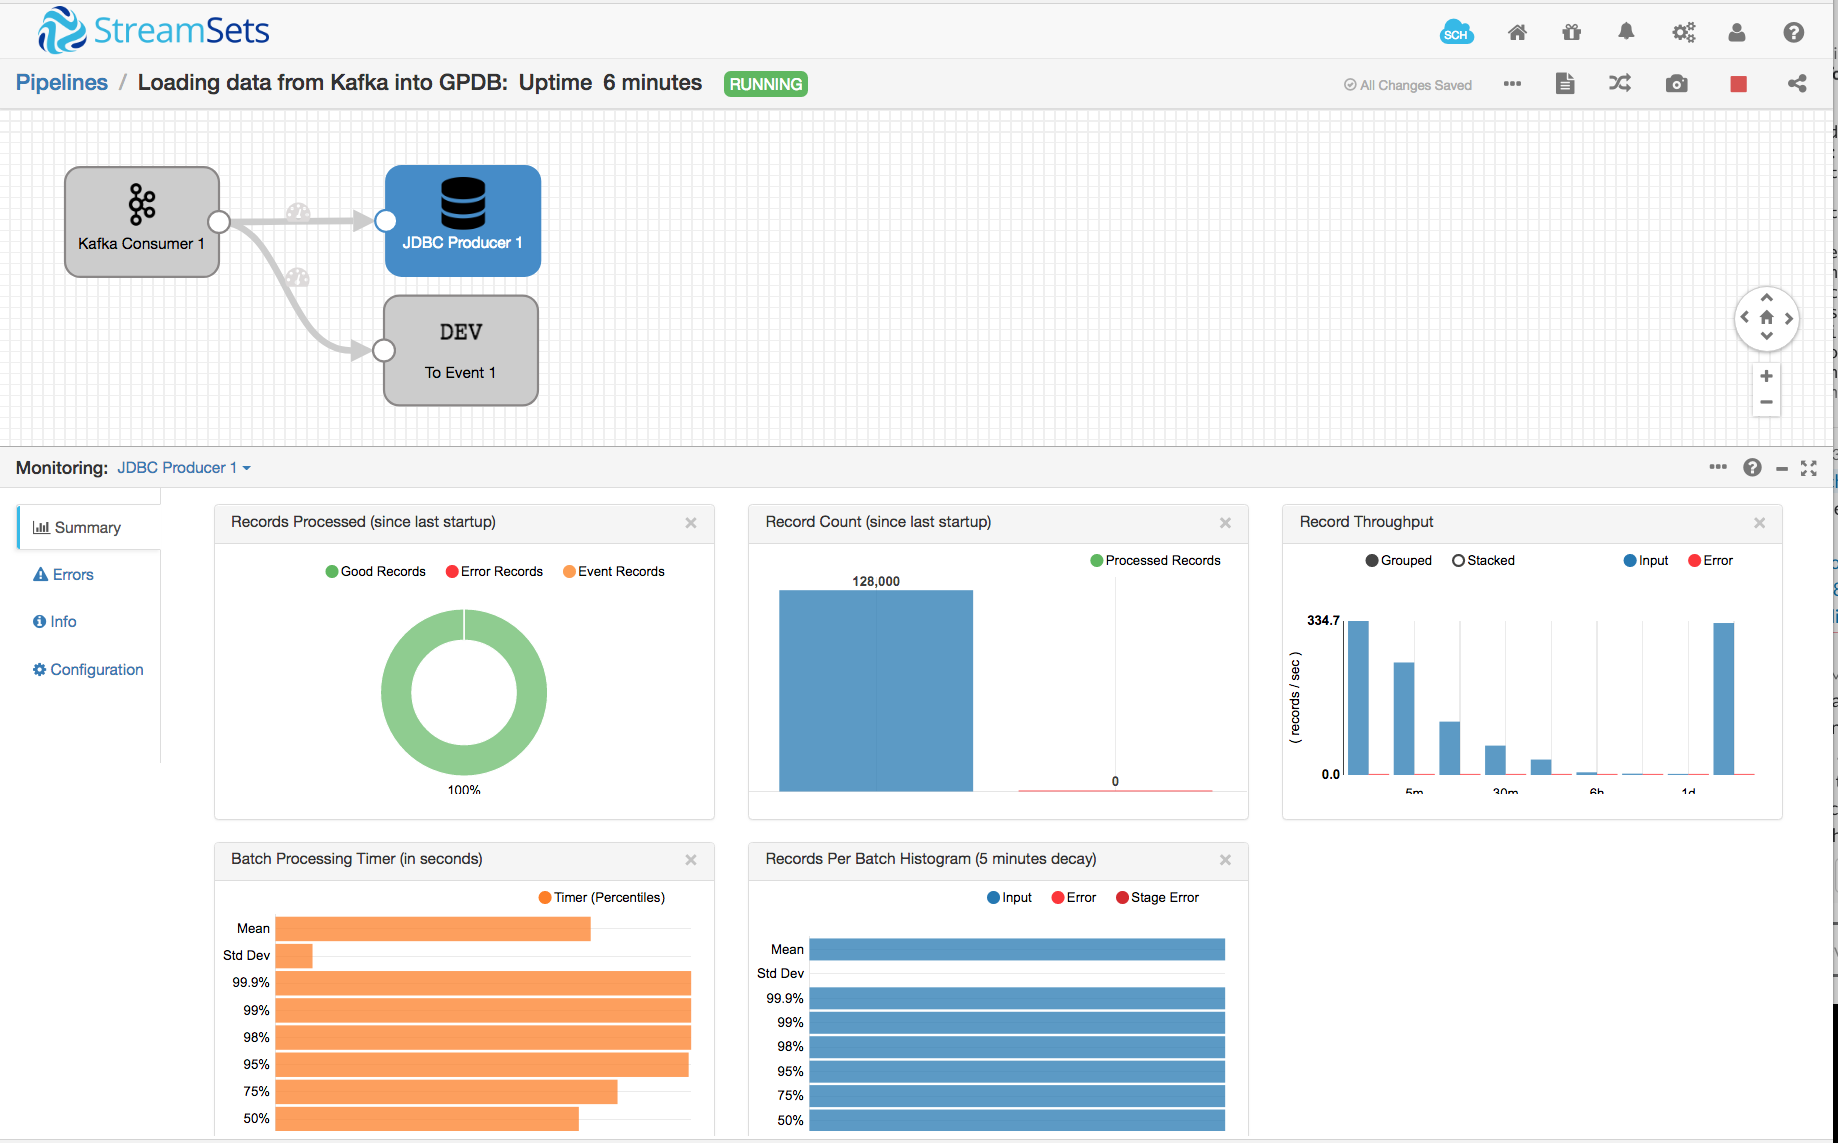 StreamSets
SCH
Pipelines / Loading data from Kafka into GPDB: Uptime 6 minutes RUNNING
All Changes Saved
Kafka Consumer 1
JDBC Producer 1
DEV
To Event 1
Monitoring: JDBC Producer 1
Summary
Errors
Info
Configuration
Records Processed (since last startup)
Good Records Error Records Event Records
100%
Record Count (since last startup)
Processed Records
128,000
0
Record Throughput
Grouped Stacked Input Error
334.7
( records / sec )
0.0
5m 30m 6h 1d
Batch Processing Timer (in seconds)
Timer (Percentiles)
Mean
Std Dev
99.9%
99%
98%
95%
75%
50%
Records Per Batch Histogram (5 minutes decay)
Input Error Stage Error
Mean
Std Dev
99.9%
99%
98%
95%
75%
50%